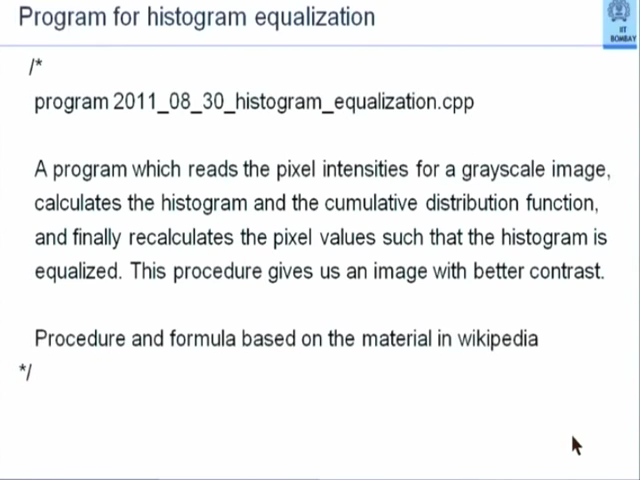 Program for histogram equalization
IIT
BOMBAY
/*
program 2011_08_30_histogram_equalization.cpp
A program which reads the pixel intensities for a grayscale image,
calculates the histogram and the cumulative distribution function,
and finally recalculates the pixel values such that the histogram is
equalized. This procedure gives us an image with better contrast.
Procedure and formula based on the material in wikipedia
*/